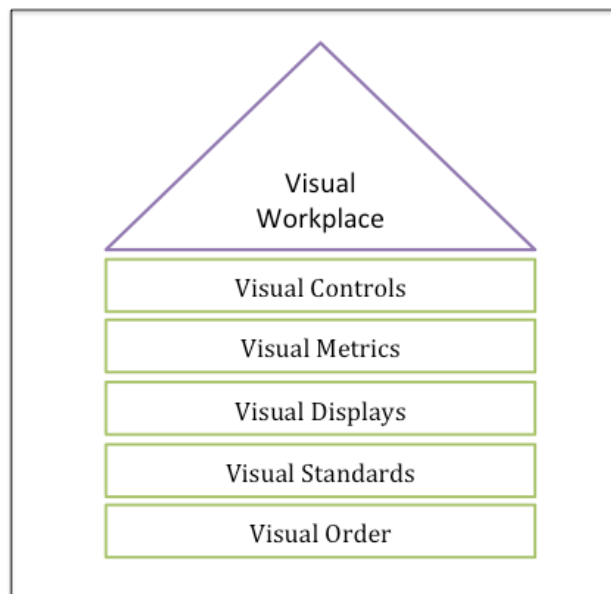 Visual
Workplace
Visual Controls
Visual Metrics
Visual Displays
Visual Standards
Visual Order